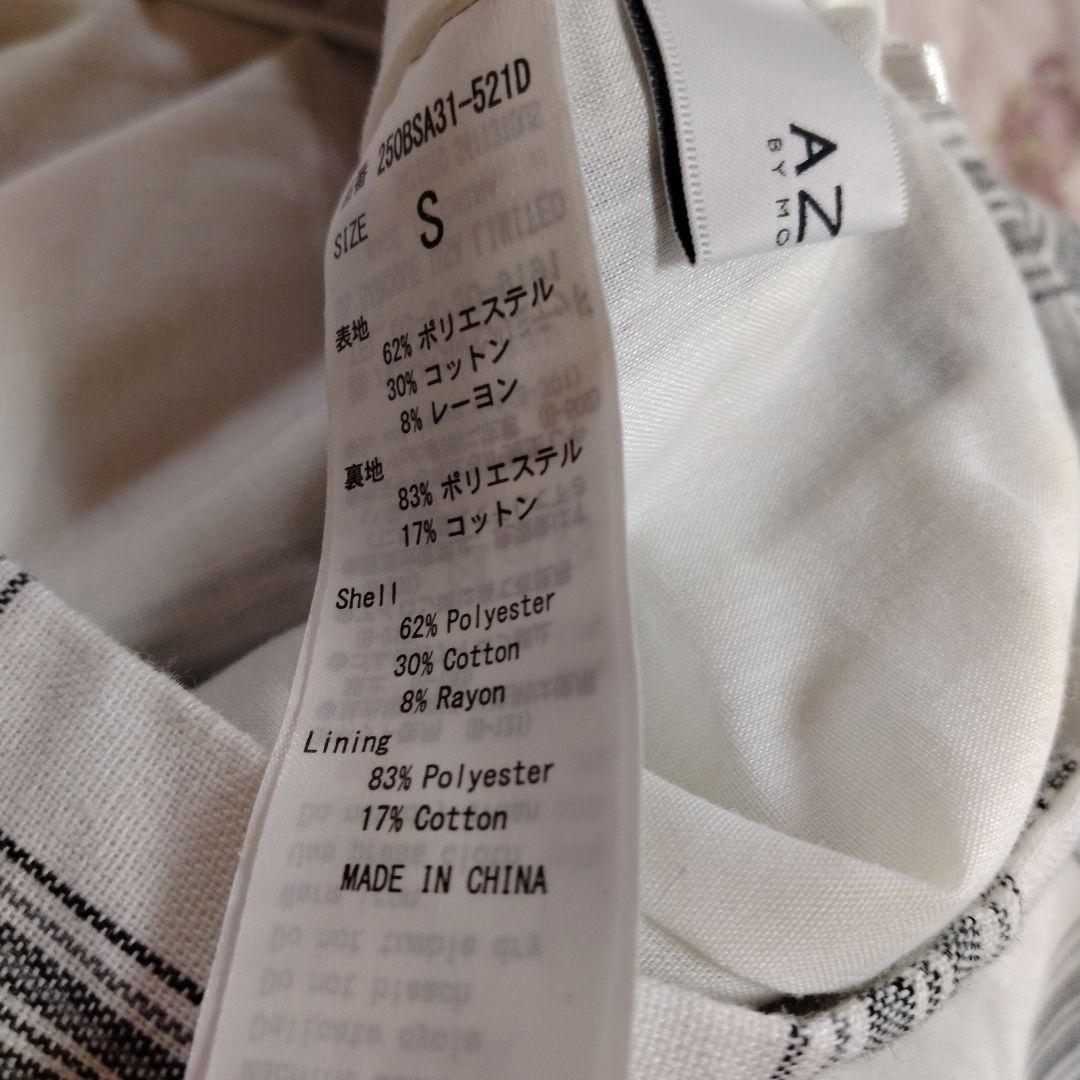 品番 250BSA31-521D
SIZE S
表地
62% ポリエステル
30% コットン
8% レーヨン
裏地
83% ポリエステル
17% コットン
Shell
62% Polyester
30% Cotton
8% Rayon
Lining
83% Polyester
17% Cotton
MADE IN CHINA
AZ
BY MO